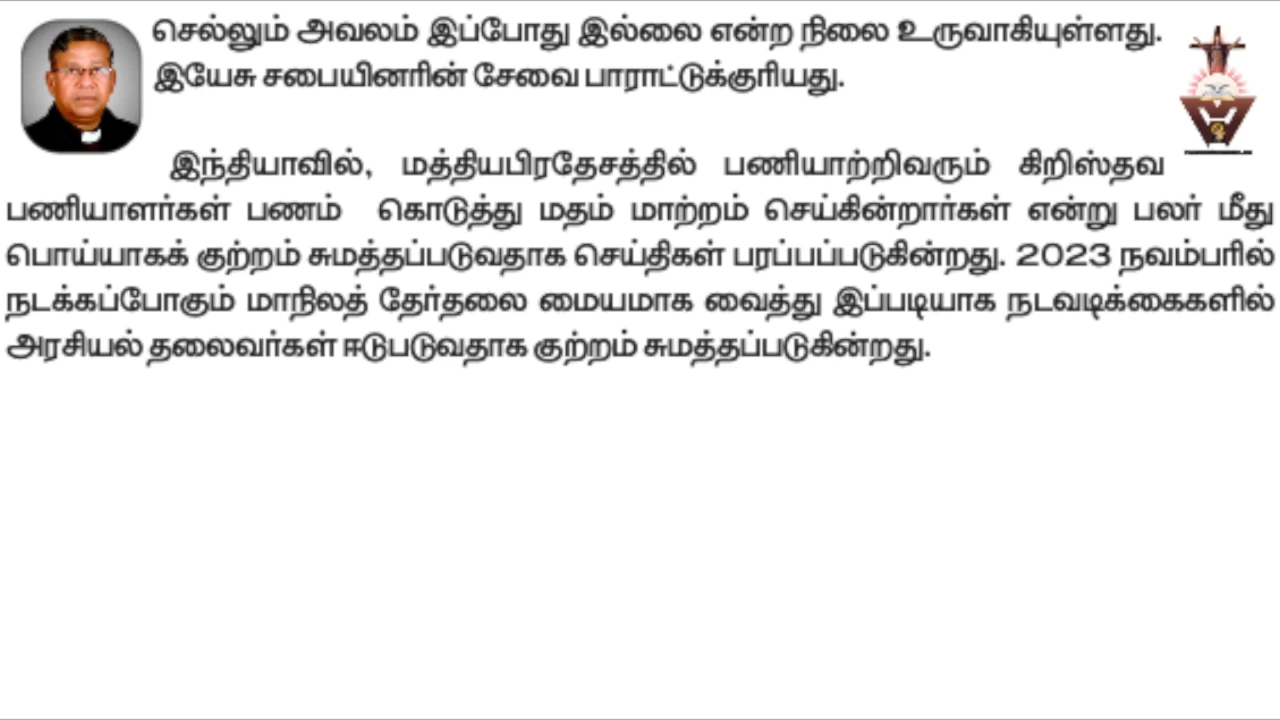 செல்லும் அவலம் இப்போது இல்லை என்ற நிலை உருவாகியுள்ளது.
இயேசு சபையினரின் சேவை பாராட்டுக்குரியது.
இந்தியாவில், மத்தியபிரதேசத்தில் பணியாற்றிவரும் கிறிஸ்தவ
பணியாளர்கள் பணம் கொடுத்து மதம் மாற்றம் செய்கின்றார்கள் என்று பலர் மீது
பொய்யாகக் குற்றம் சுமத்தப்படுவதாக செய்திகள் பரப்பப்படுகின்றது. 2023 நவம்பரில்
நடக்கப்போகும் மாநிலத் தேர்தலை மையமாக வைத்து இப்படியாக நடவடிக்கைகளில்
அரசியல் தலைவர்கள் ஈடுபடுவதாக குற்றம் சுமத்தப்படுகின்றது.